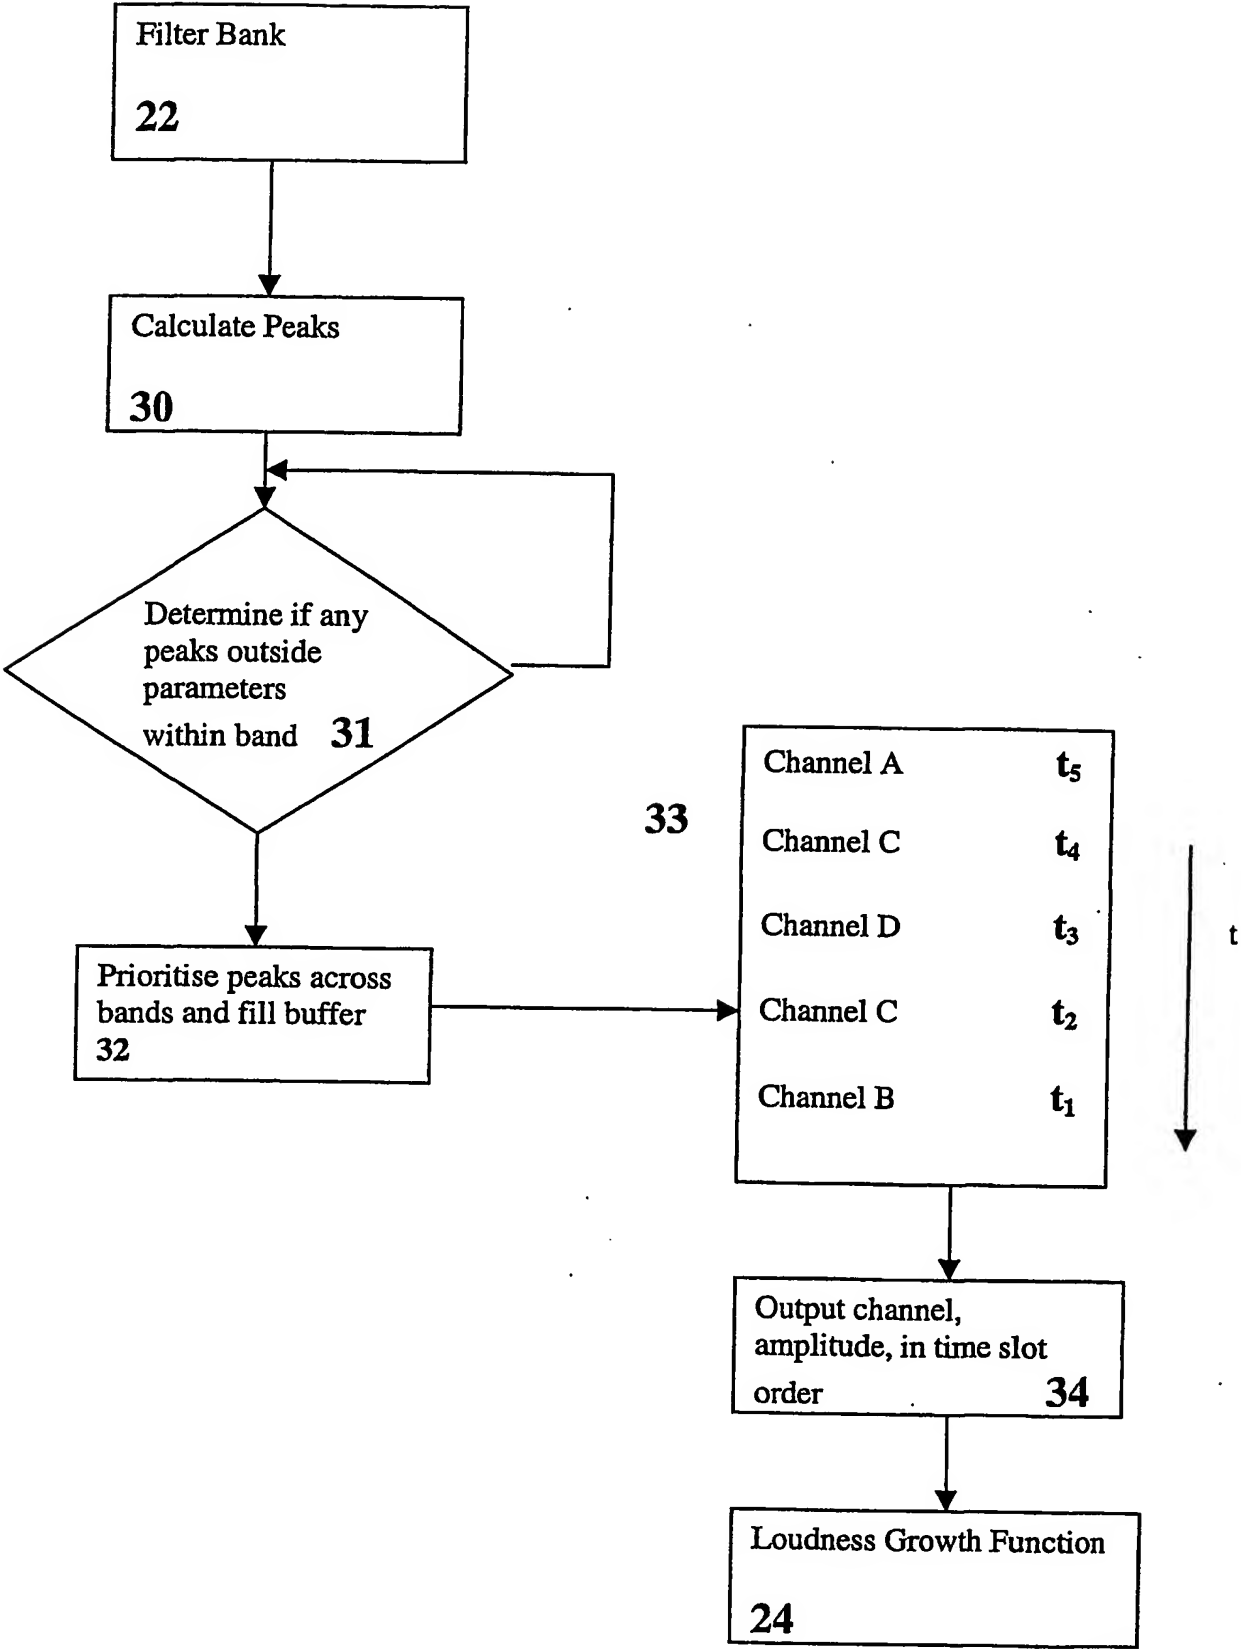 Filter Bank
22
Calculate Peaks
30
Determine if any
peaks outside
parameters
within band 31
Prioritise peaks across
bands and fill buffer
32
33
Channel A t₅
Channel C t₄
Channel D t₃
Channel C t₂
Channel B t₁
t
Output channel,
amplitude, in time slot
order 34
Loudness Growth Function
24